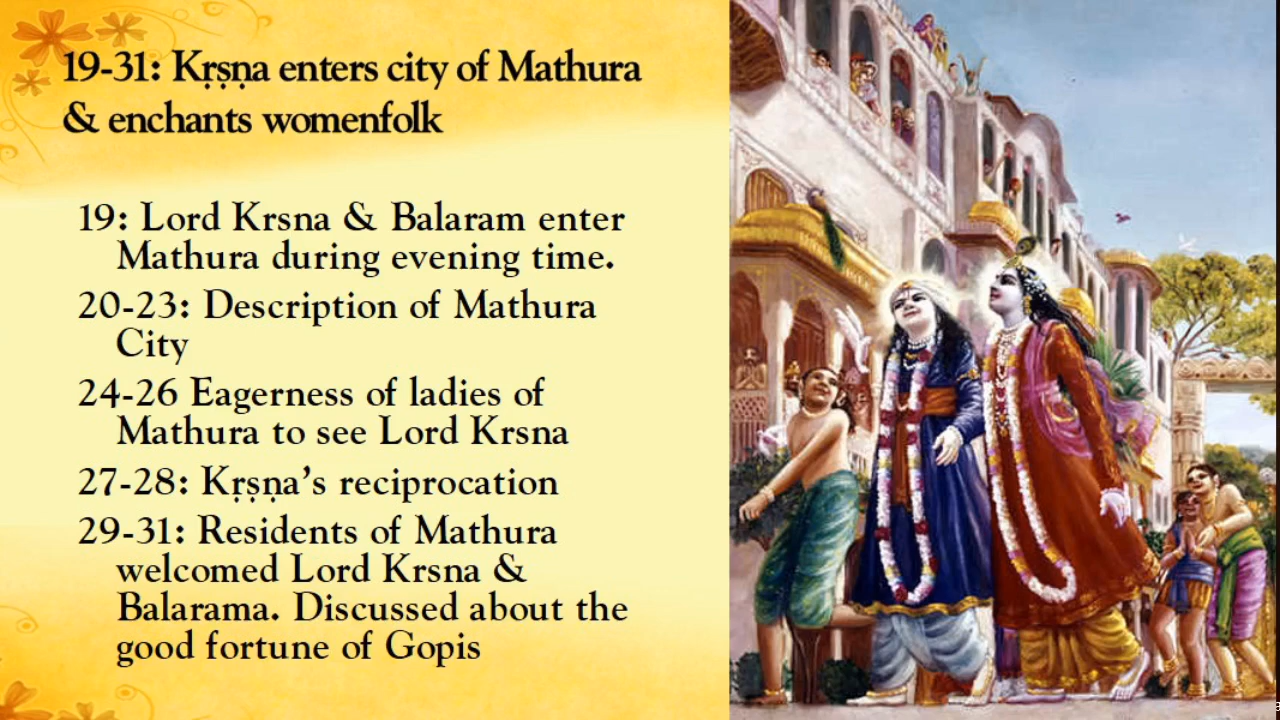 19-31: Kṛṣṇa enters city of Mathura
& enchants womenfolk
19: Lord Krsna & Balaram enter
Mathura during evening time.
20-23: Description of Mathura
City
24-26 Eagerness of ladies of
Mathura to see Lord Krsna
27-28: Kṛṣṇa's reciprocation
29-31: Residents of Mathura
welcomed Lord Krsna &
Balarama. Discussed about the
good fortune of Gopis